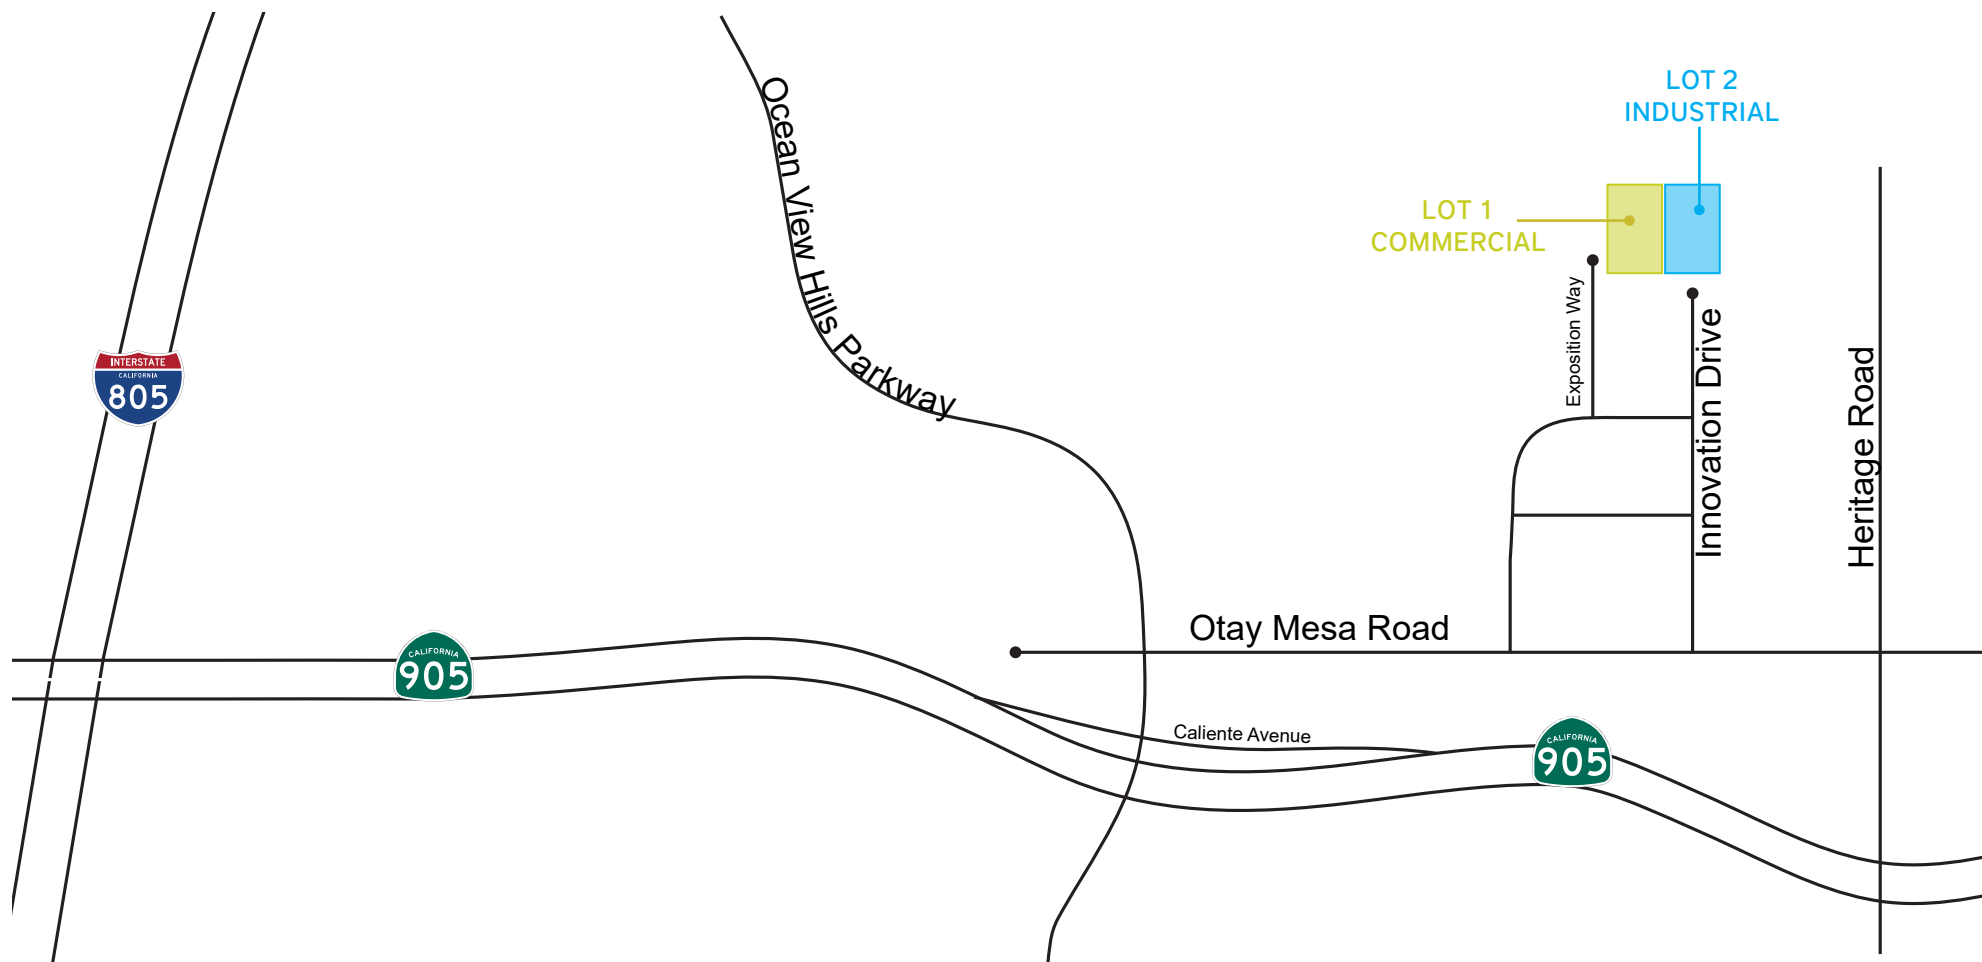 LOT 2
INDUSTRIAL
LOT 1
COMMERCIAL
Ocean View Hills Parkway
Exposition Way
Innovation Drive
Heritage Road
INTERSTATE
CALIFORNIA
805
Otay Mesa Road
CALIFORNIA
905
Caliente Avenue
CALIFORNIA
905